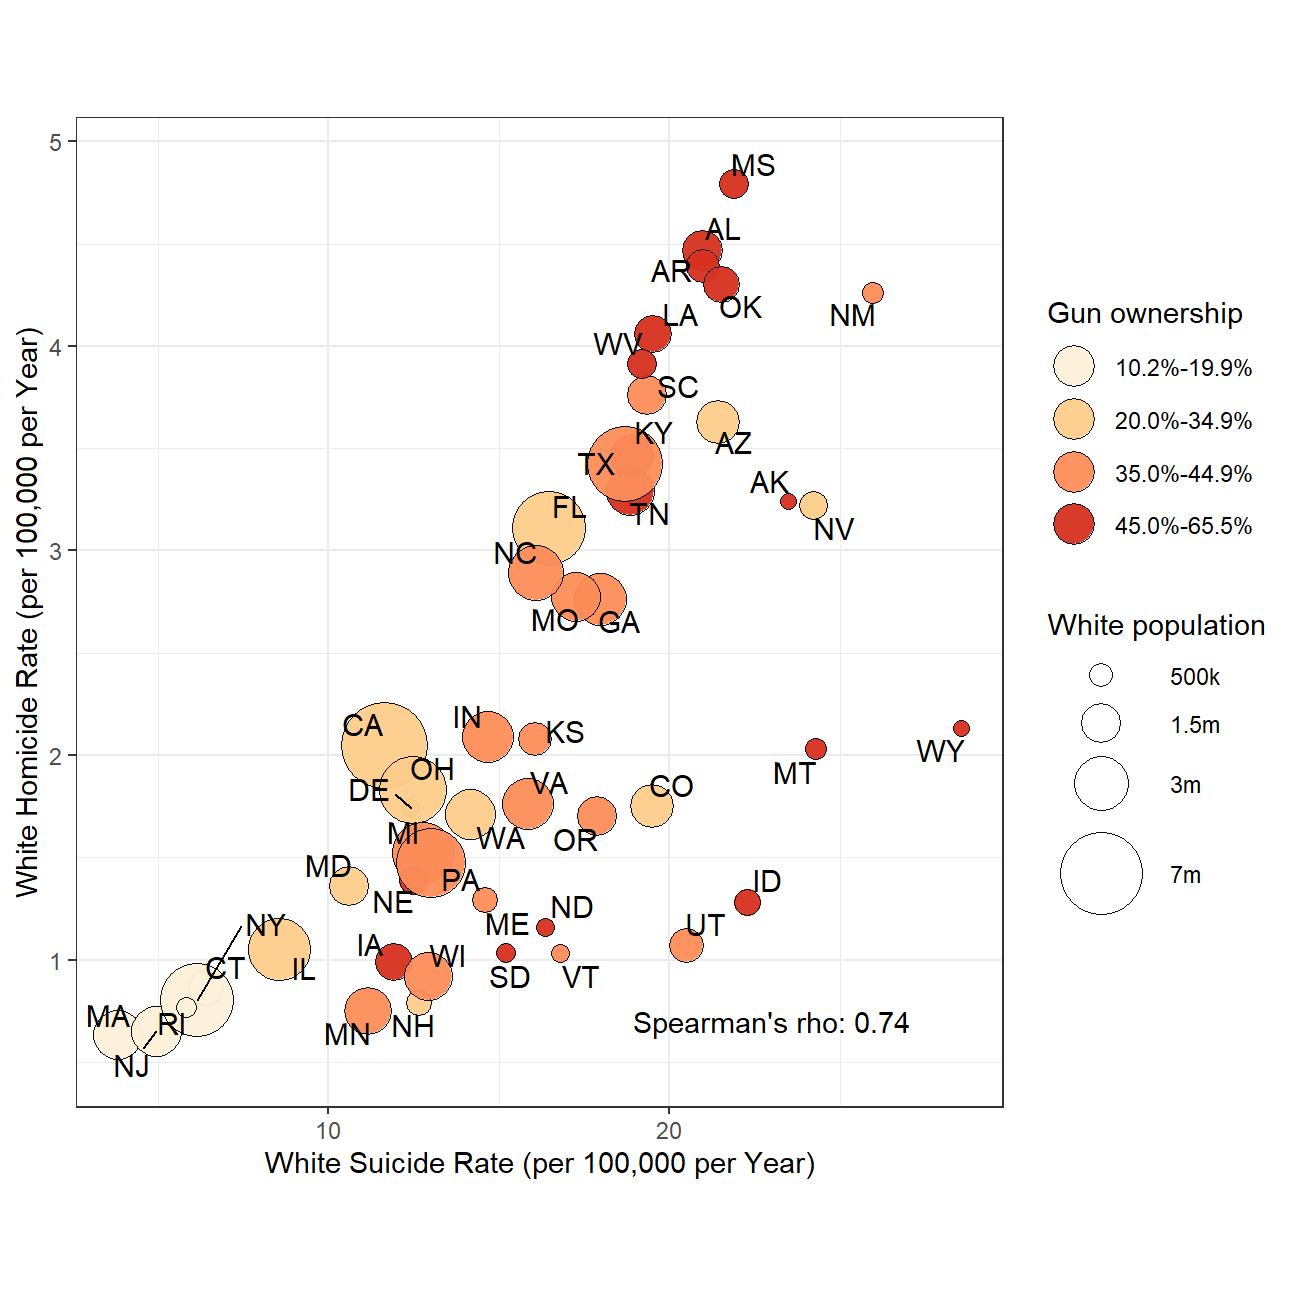 5
4
3
2
1
10
20
White Homicide Rate (per 100,000 per Year)
White Suicide Rate (per 100,000 per Year)
MS
AL
AR
OK
NM
LA
WV
SC
KY
AZ
TX
AK
FL
TN
NV
NC
MO
GA
CA
IN
KS
WY
MT
OH
DE
VA
CO
MI
WA
OR
MD
PA
NE
ID
ME
ND
NY
UT
IA
WI
CT
IL
SD
VT
MA
RI
MN
NH
NJ
Spearman's rho: 0.74
Gun ownership
10.2%-19.9%
20.0%-34.9%
35.0%-44.9%
45.0%-65.5%
White population
500k
1.5m
3m
7m